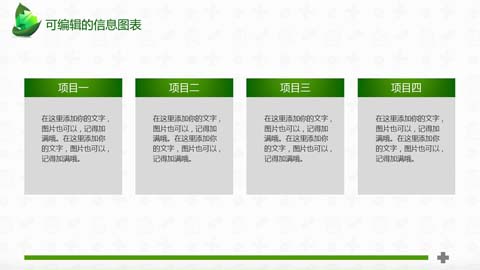 可编辑的信息图表
项目一
在这里添加你的文字，
图片也可以，记得加
满哦。在这里添加你
的文字，图片也可以，
记得加满哦。
项目二
在这里添加你的文字，
图片也可以，记得加
满哦。在这里添加你
的文字，图片也可以，
记得加满哦。
项目三
在这里添加你的文字，
图片也可以，记得加
满哦。在这里添加你
的文字，图片也可以，
记得加满哦。
项目四
在这里添加你的文字，
图片也可以，记得加
满哦。在这里添加你
的文字，图片也可以，
记得加满哦。